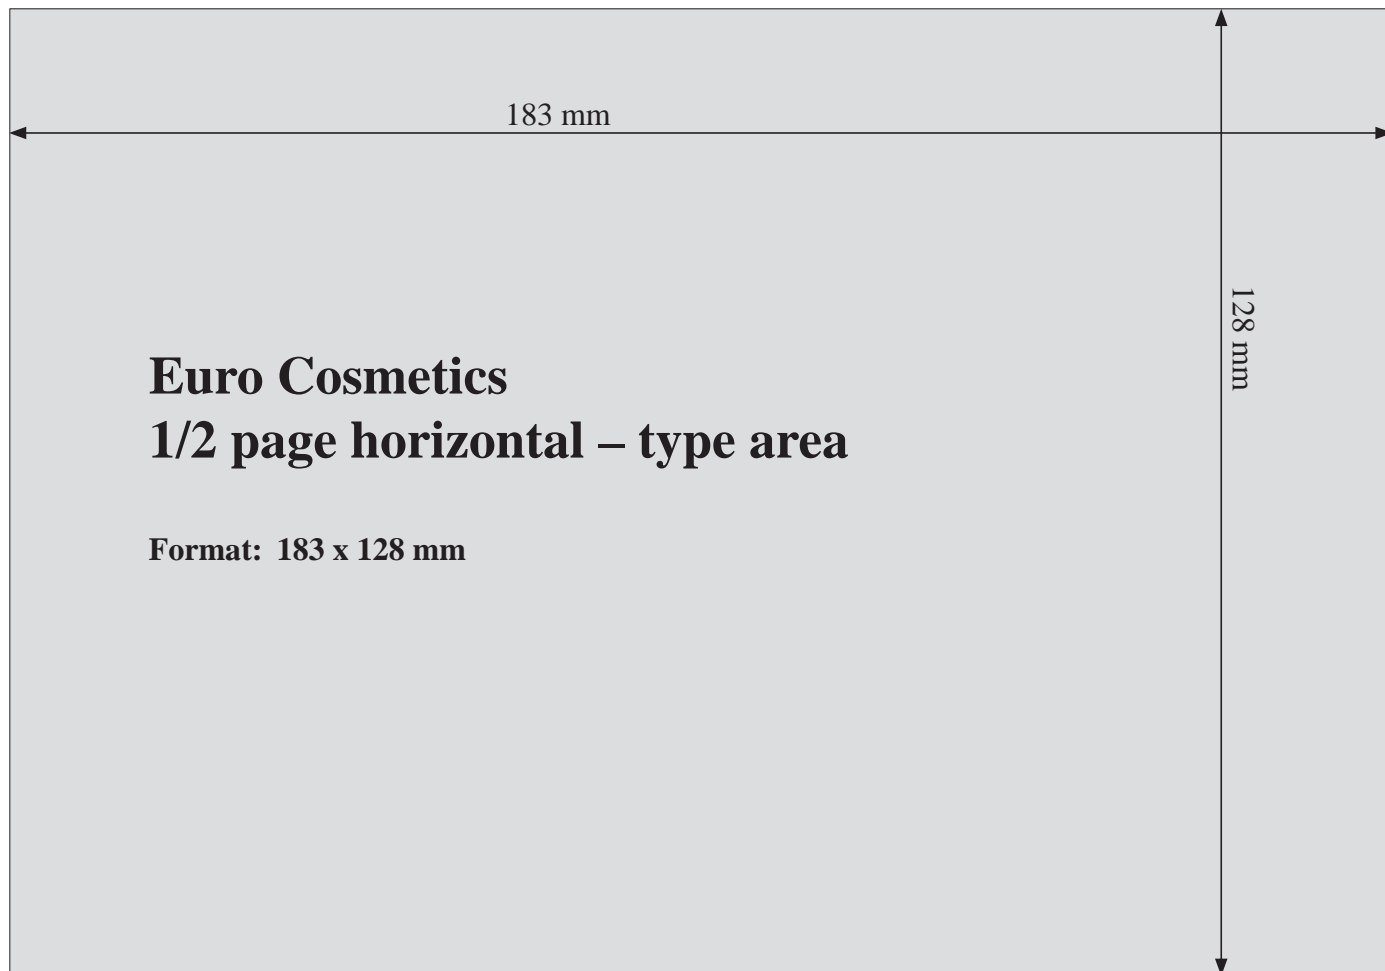 183 mm
128 mm
Euro Cosmetics
1/2 page horizontal – type area
Format:  183 x 128 mm